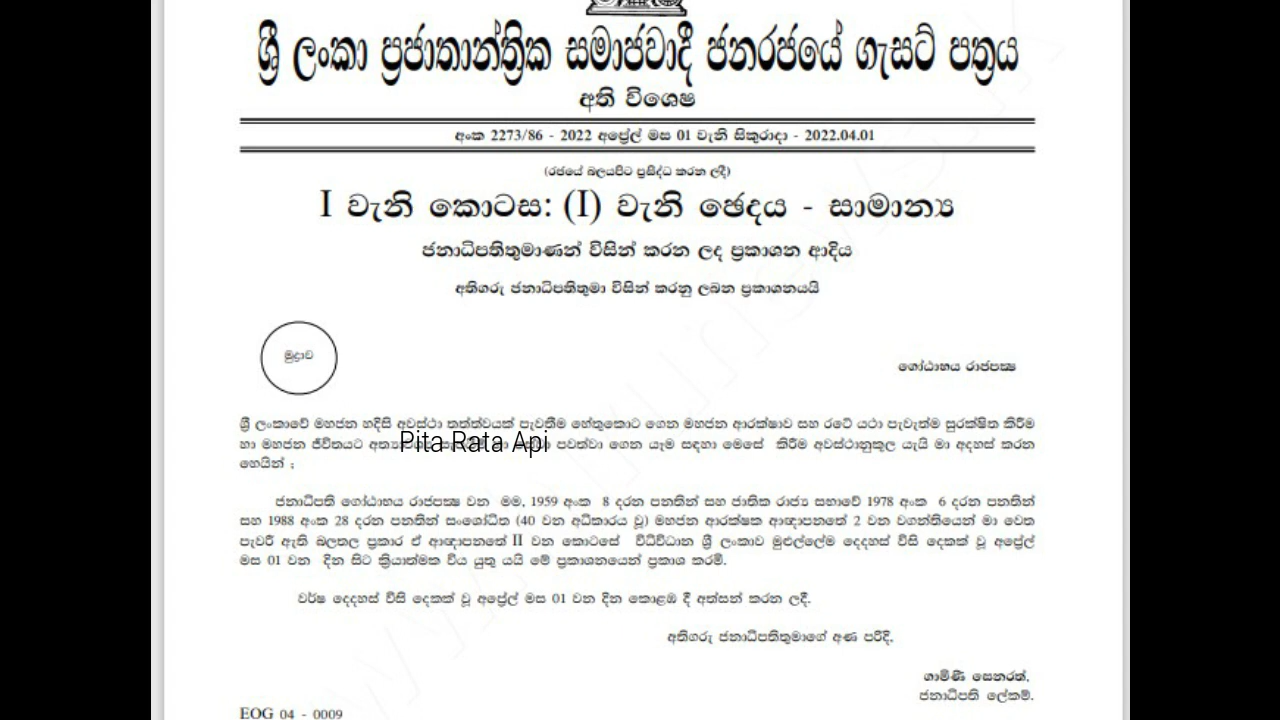 ශ්‍රී ලංකා ප්‍රජාතාන්ත්‍රික සමාජවාදී ජනරජයේ ගැසට් පත්‍රය
අති විශෙෂ
අංක 2273/86 - 2022 අප්‍රේල් මස 01 වැනි සිකුරාදා - 2022.04.01
(රජයේ බලයපිට ප්‍රසිද්ධ කරන ලදී)
I වැනි කොටස: (I) වැනි ඡෙදය - සාමාන්‍ය
ජනාධිපතිතුමාණන් විසින් කරන ලද ප්‍රකාශන ආදිය
අතිගරු ජනාධිපතිතුමා විසින් කරනු ලබන ප්‍රකාශනයයි
මුද්‍රාව
ගෝඨාභය රාජපක්‍ෂ
ශ්‍රී ලංකාවේ මහජන හදිසි අවස්ථා තත්ත්වයක් පැවතීම හේතුකොට ගෙන මහජන ආරක්ෂාව සහ රටේ යථා පැවැත්ම සුරක්ෂිත කිරීම
හා මහජන ජීවිතයට පවත්වා ගෙන යෑම සඳහා මෙසේ කිරීම අවස්ථානුකූල යැයි මා අදහස් කරන
Pita Rata Api
හෙයින් ;
ජනාධිපති ගෝඨාභය රාජපක්‍ෂ වන මම, 1959 අංක 8 දරන පනතින් සහ ජාතික රාජ්‍ය සභාවේ 1978 අංක 6 දරන පනතින්
සහ 1988 අංක 28 දරන පනතින් සංශෝධිත (40 වන අධිකාරය වූ) මහජන ආරක්ෂක ආඥාපනතේ 2 වන වගන්තියෙන් මා වෙත
පැවරී ඇති බලතල ප්‍රකාර ඒ ආඥාපනතේ II වන කොටසේ විධිවිධාන ශ්‍රී ලංකාව මුළුල්ලේම දෙදහස් විසි දෙකක් වූ අප්‍රේල්
මස 01 වන දින සිට ක්‍රියාත්මක විය යුතු යයි මේ ප්‍රකාශනයෙන් ප්‍රකාශ කරමි.
වර්ෂ දෙදහස් විසි දෙකක් වූ අප්‍රේල් මස 01 වන දින කොළඹ දී අත්සන් කරන ලදී.
අතිගරු ජනාධිපතිතුමාගේ අණ පරිදි,
ගාමිණී සෙනරත්,
ජනාධිපති ලේකම්.
EOG 04 - 0009